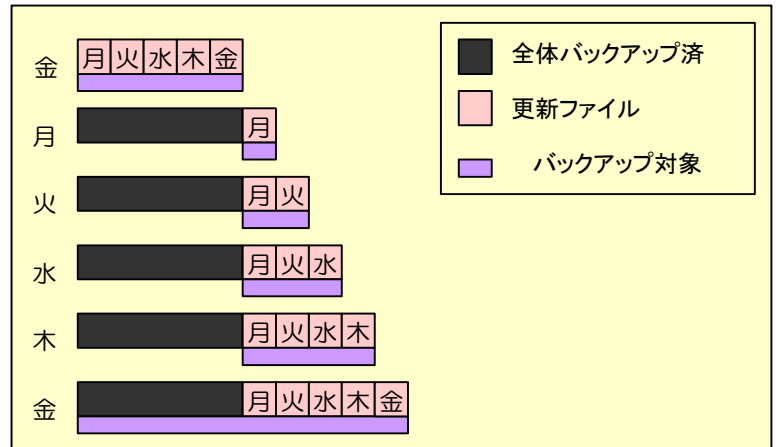 金 月火水木金
月 月
火 月火
水 月火水
木 月火水木
金 月火水木金
全体バックアップ済
更新ファイル
バックアップ対象